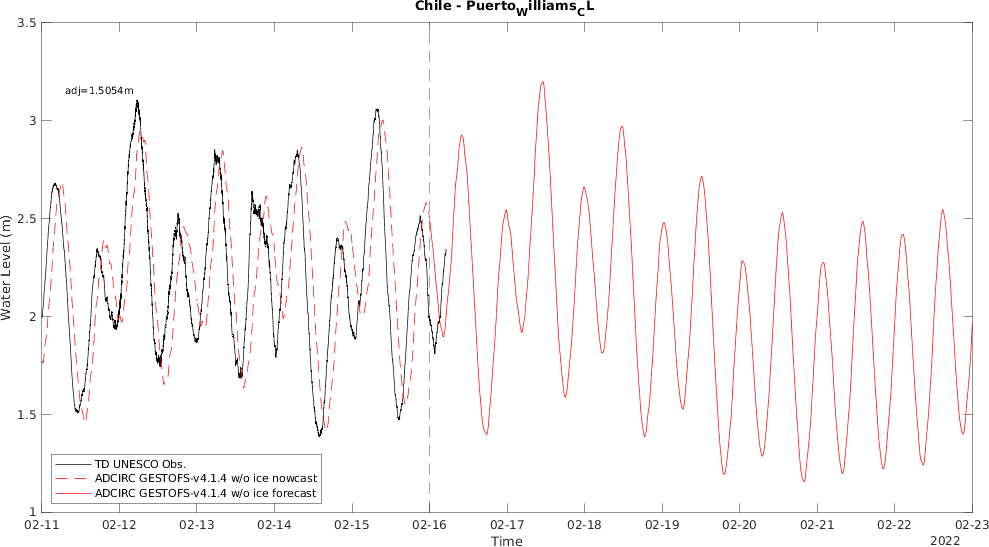 Chile - PuertoWilliamsCL
adj=1.5054m
Water Level (m)
3.5
3
2.5
2
1.5
1
TD UNESCO Obs.
ADCIRC GESTOFS-v4.1.4 w/o ice nowcast
ADCIRC GESTOFS-v4.1.4 w/o ice forecast
02-11 02-12 02-13 02-14 02-15 02-16 02-17 02-18 02-19 02-20 02-21 02-22 02-23
Time
2022